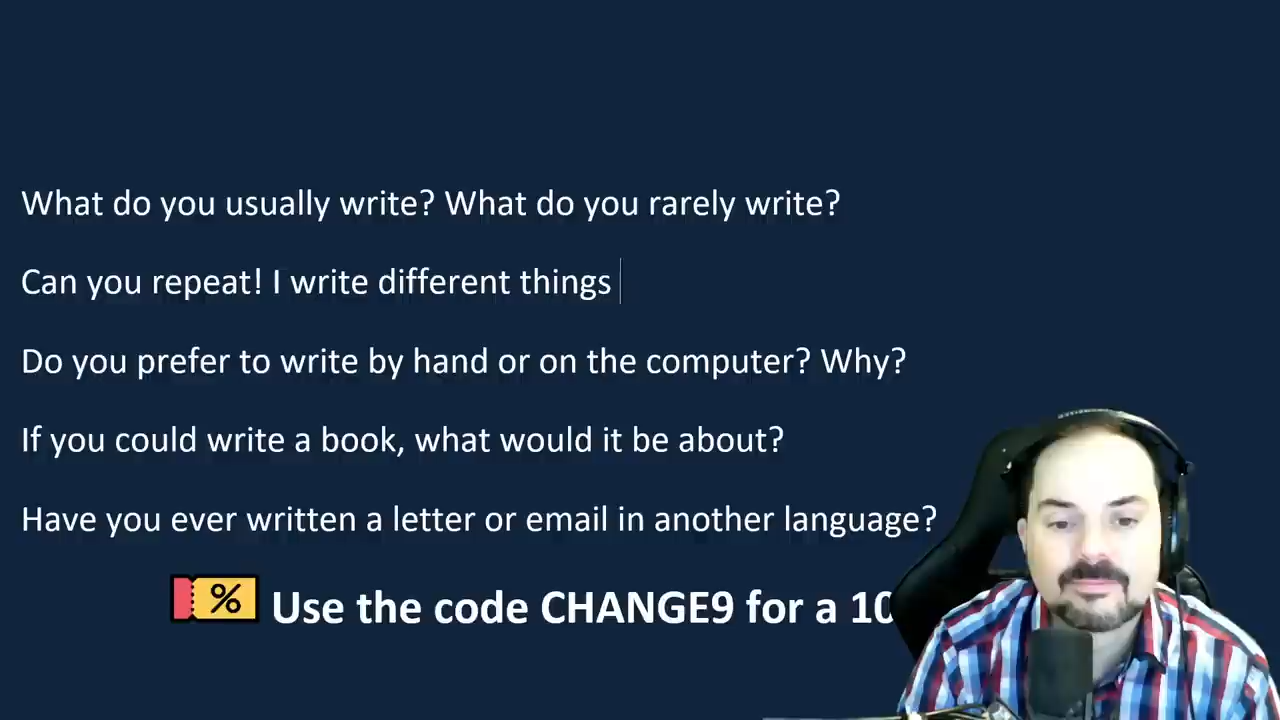 What do you usually write? What do you rarely write?
Can you repeat! I write different things
Do you prefer to write by hand or on the computer? Why?
If you could write a book, what would it be about?
Have you ever written a letter or email in another language?
% Use the code CHANGE9 for a 10